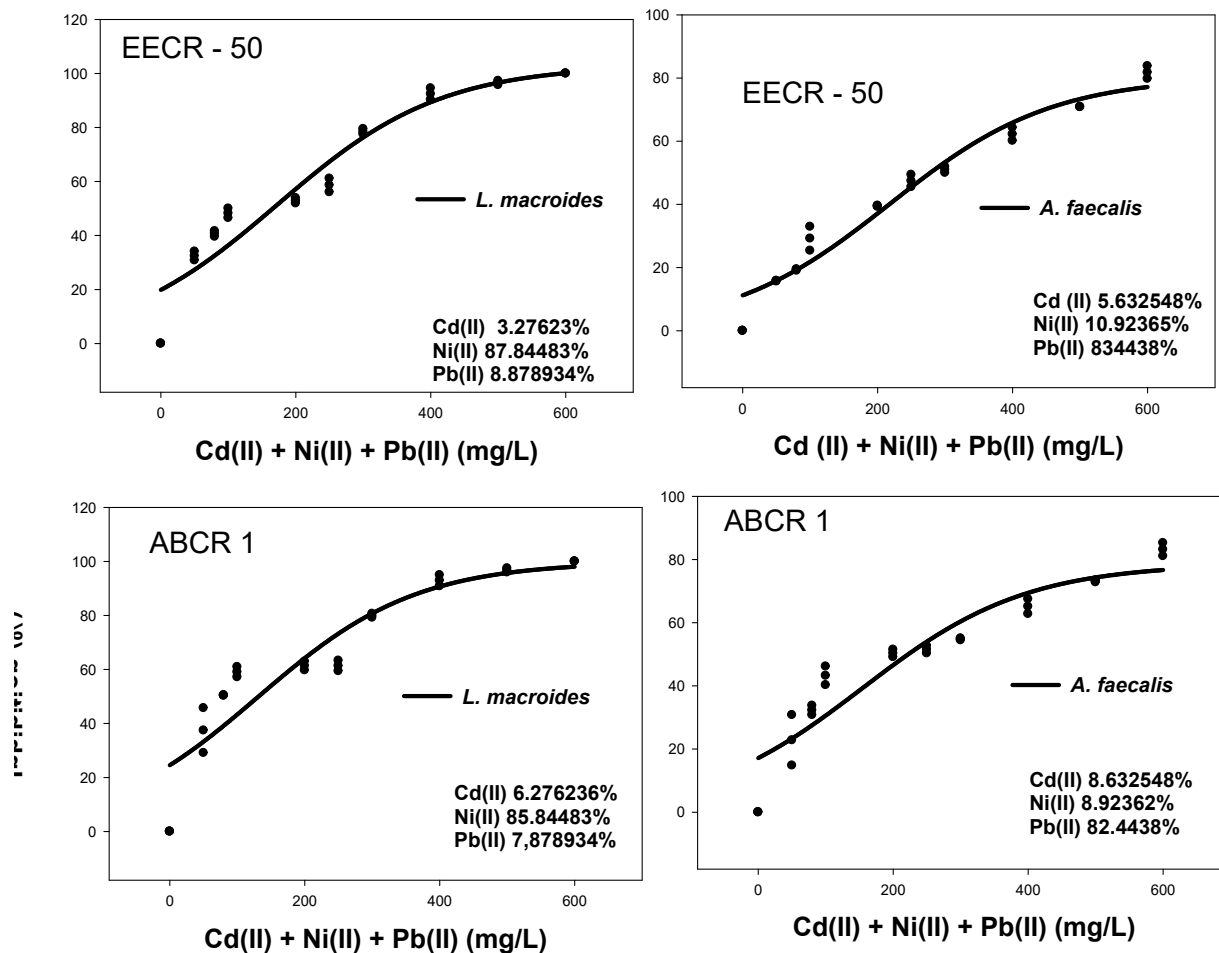 120
100
80
60
40
20
0
EECR - 50
L. macroides
Cd(II)  3.27623%
Ni(II) 87.84483%
Pb(II) 8.878934%
0 200 400 600
Cd(II) + Ni(II) + Pb(II) (mg/L)
100
80
60
40
20
0
EECR - 50
A. faecalis
Cd (II) 5.632548%
Ni(II) 10.92365%
Pb(II) 834438%
0 200 400 600
Cd (II) + Ni(II) + Pb(II) (mg/L)
120
100
80
60
40
20
0
ABCR 1
L. macroides
Cd(II) 6.276236%
Ni(II) 85.84483%
Pb(II) 7,878934%
0 200 400 600
Cd(II) + Ni(II) + Pb(II) (mg/L)
100
80
60
40
20
0
ABCR 1
A. faecalis
Cd(II) 8.632548%
Ni(II) 8.92362%
Pb(II) 82.4438%
0 200 400 600
Cd(II) + Ni(II) + Pb(II) (mg/L)